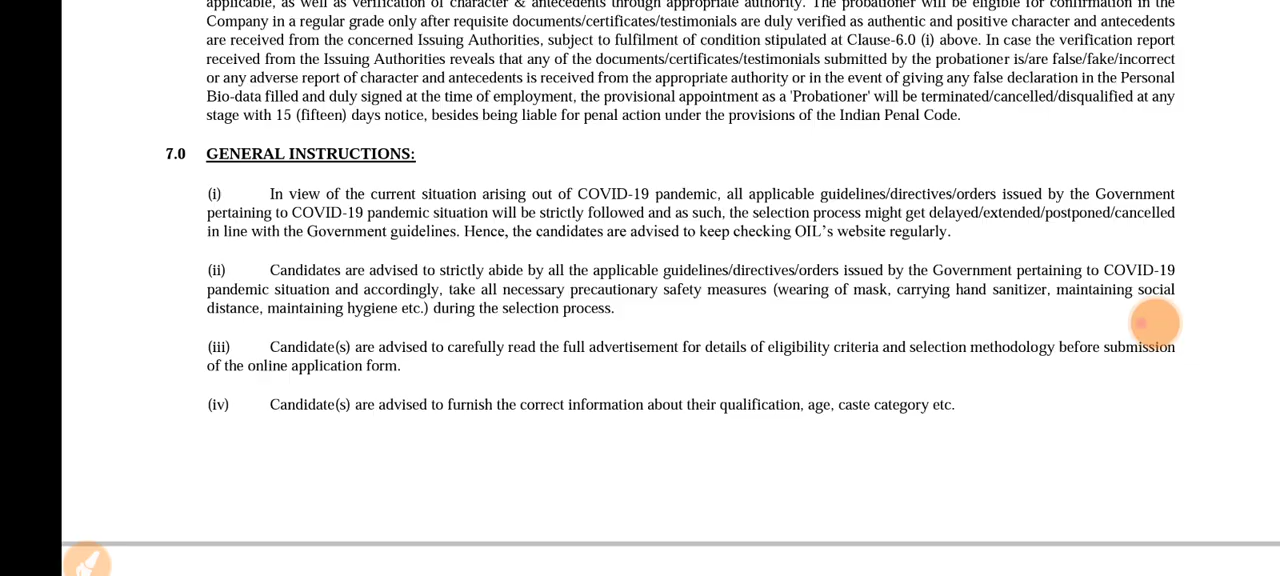 applicable, as well as verification of character & antecedents through appropriate authority. The probationer will be eligible for confirmation in the
Company in a regular grade only after requisite documents/certificates/testimonials are duly verified as authentic and positive character and antecedents
are received from the concerned Issuing Authorities, subject to fulfilment of condition stipulated at Clause-6.0 (i) above. In case the verification report
received from the Issuing Authorities reveals that any of the documents/certificates/testimonials submitted by the probationer is/are false/fake/incorrect
or any adverse report of character and antecedents is received from the appropriate authority or in the event of giving any false declaration in the Personal
Bio-data filled and duly signed at the time of employment, the provisional appointment as a 'Probationer' will be terminated/cancelled/disqualified at any
stage with 15 (fifteen) days notice, besides being liable for penal action under the provisions of the Indian Penal Code.
7.0 GENERAL INSTRUCTIONS:
(i) In view of the current situation arising out of COVID-19 pandemic, all applicable guidelines/directives/orders issued by the Government
pertaining to COVID-19 pandemic situation will be strictly followed and as such, the selection process might get delayed/extended/postponed/cancelled
in line with the Government guidelines. Hence, the candidates are advised to keep checking OIL’s website regularly.
(ii) Candidates are advised to strictly abide by all the applicable guidelines/directives/orders issued by the Government pertaining to COVID-19
pandemic situation and accordingly, take all necessary precautionary safety measures (wearing of mask, carrying hand sanitizer, maintaining social
distance, maintaining hygiene etc.) during the selection process.
(iii) Candidate(s) are advised to carefully read the full advertisement for details of eligibility criteria and selection methodology before submission
of the online application form.
(iv) Candidate(s) are advised to furnish the correct information about their qualification, age, caste category etc.